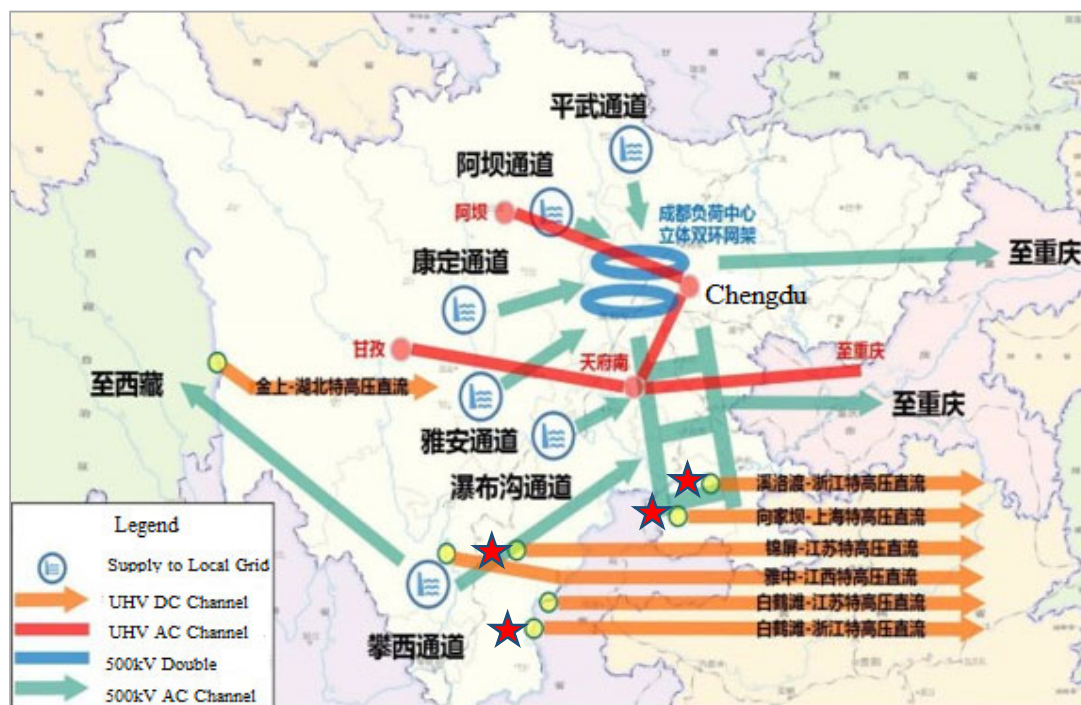 平武通道
阿坝通道
阿坝
成都负荷中心
立体双环网架
至重庆
康定通道
Chengdu
甘孜
天府南
至重庆
至西藏
金上-湖北特高压直流
至重庆
雅安通道
瀑布沟通道
溪洛渡-浙江特高压直流
向家坝-上海特高压直流
锦屏-江苏特高压直流
雅中-江西特高压直流
白鹤滩-江苏特高压直流
白鹤滩-浙江特高压直流
攀西通道
Legend
Supply to Local Grid
UHV DC Channel
UHV AC Channel
500kV Double
500kV AC Channel